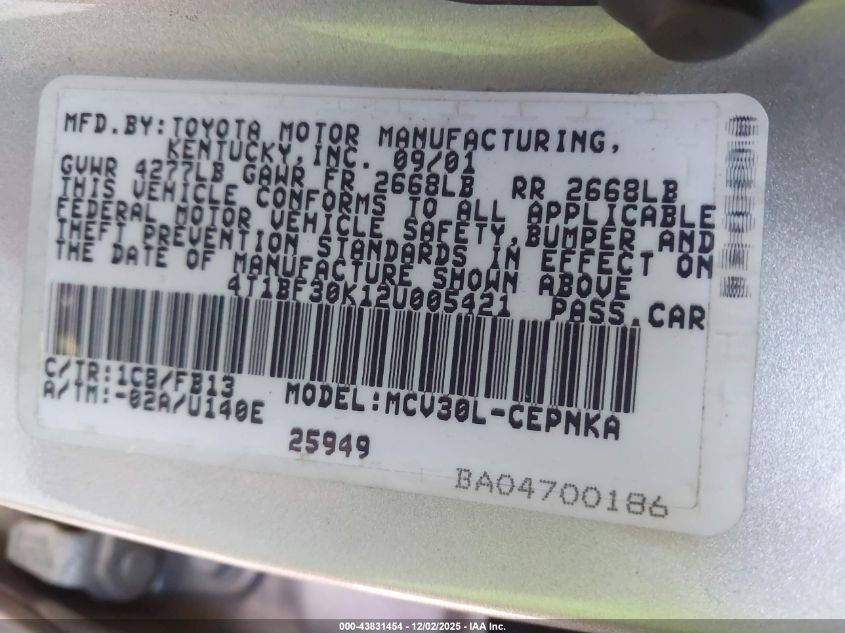 MFD.BY:TOYOTA MOTOR MANUFACTURING,
KENTUCKY,INC. 09/01
GVWR 4277LB GAWR FR 2668LB RR 2668LB
THIS VEHICLE CONFORMS TO ALL APPLICABLE
FEDERAL MOTOR VEHICLE SAFETY,BUMPER AND
THEFT PREVENTION STANDARDS IN EFFECT ON
THE DATE OF MANUFACTURE SHOWN ABOVE
4T1BF30K12U005421 PASS.CAR
C/TR:1C8/FB13
A/TM:-02A/U140E
MODEL:MCV30L-CEPNKA
25949
BA04700186
000-43831454 • 12/02/2025 • IAA Inc.